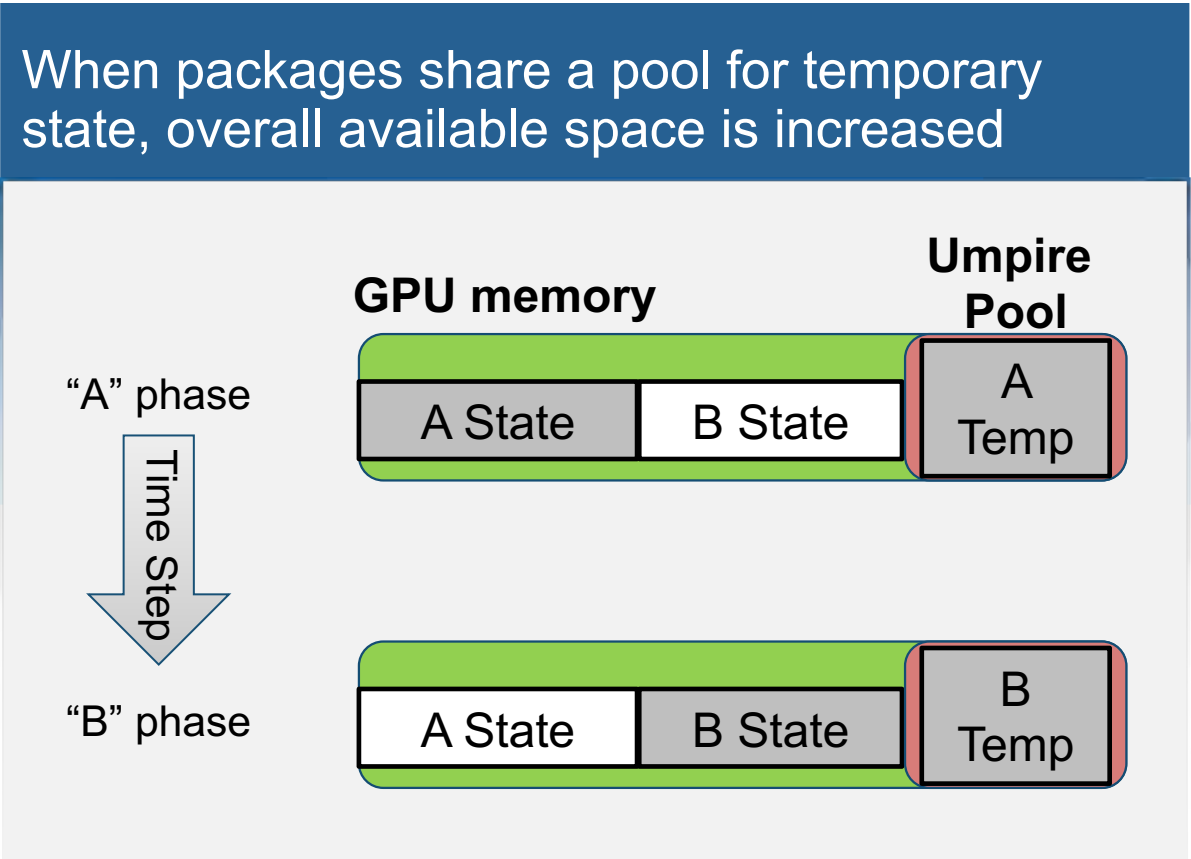 When packages share a pool for temporary
state, overall available space is increased
Umpire
Pool
GPU memory
“A” phase
A State
B State
A
Temp
Time Step
“B” phase
A State
B State
B
Temp